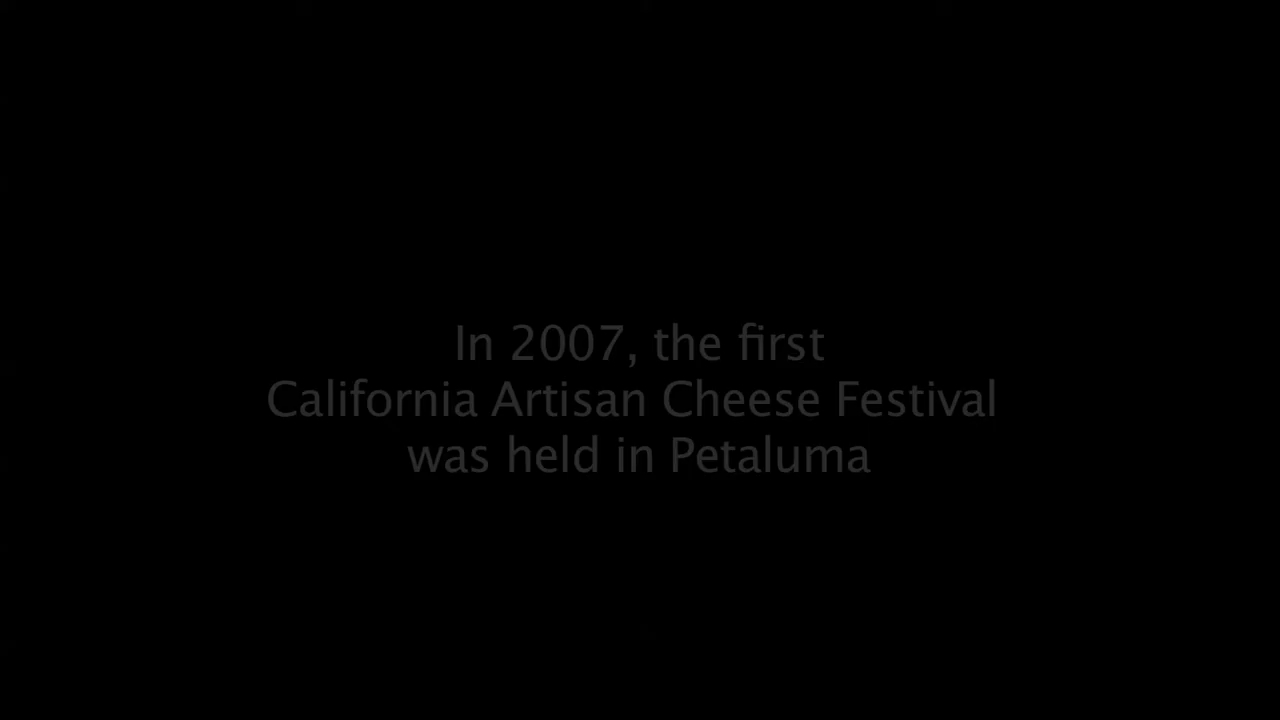 In 2007, the first
California Artisan Cheese Festival
was held in Petaluma